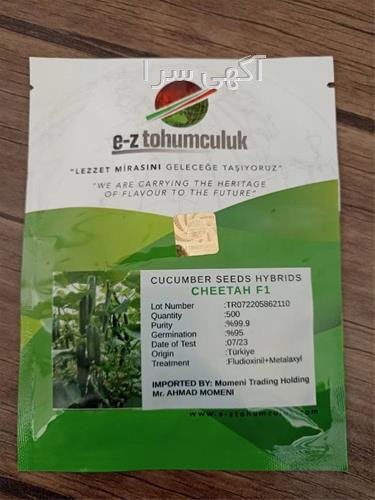 آگهی سرا
e-z tohumculuk
"LEZZET MİRASINI GELECEĞE TAŞIYORUZ"
"WE ARE CARRYING THE HERITAGE
OF FLAVOUR TO THE FUTURE"
CUCUMBER SEEDS HYBRIDS
CHEETAH F1
Lot Number :TR072205862110
Quantity :500
Purity :%99.9
Germination :%95
Date of Test :07/23
Origin :Türkiye
Treatment :Fludioxinil+Metalaxyl
IMPORTED BY: Momeni Trading Holding
Mr. AHMAD MOMENI
www.e-ztohumculuk.com